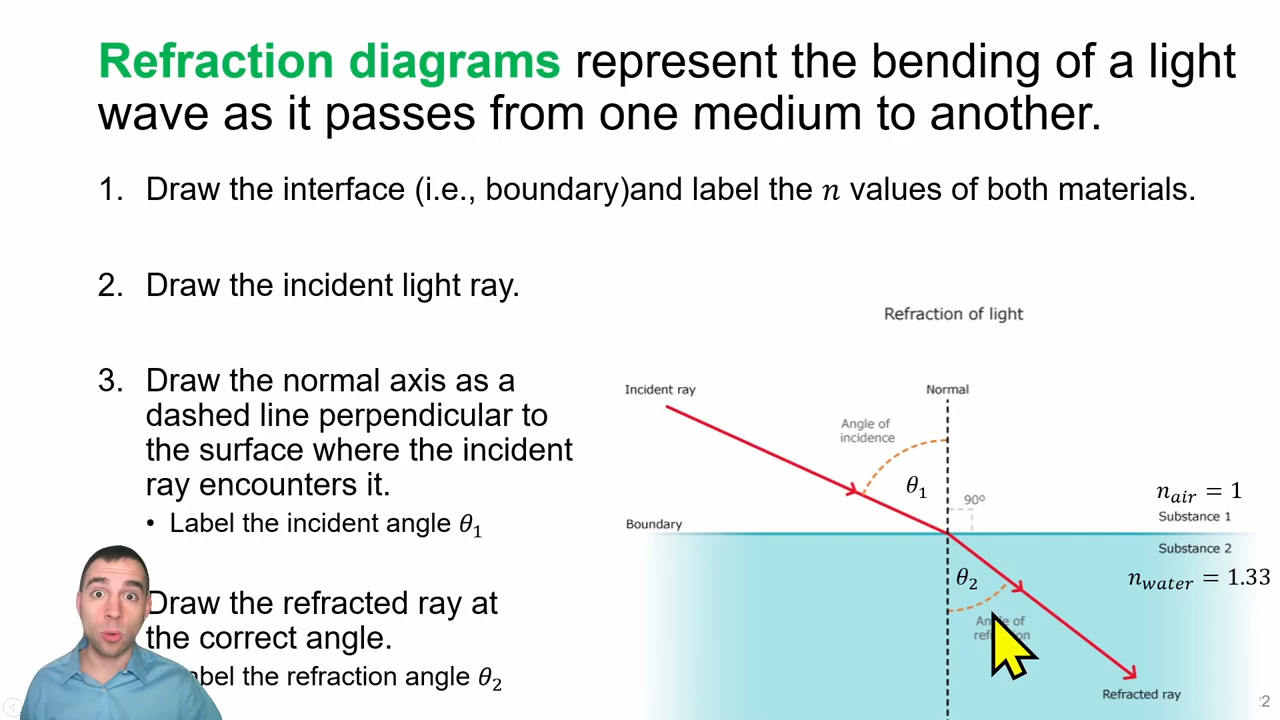 Refraction diagrams represent the bending of a light
wave as it passes from one medium to another.
1. Draw the interface (i.e., boundary)and label the n values of both materials.
2. Draw the incident light ray.
3. Draw the normal axis as a
dashed line perpendicular to
the surface where the incident
ray encounters it.
• Label the incident angle θ₁
Draw the refracted ray at
the correct angle.
the refraction angle θ₂
Refraction of light
Incident ray
Normal
Angle of
incidence
θ₁
90º
n_air = 1
Substance 1
Boundary
Substance 2
n_water = 1.33
θ₂
of
Refracted ray